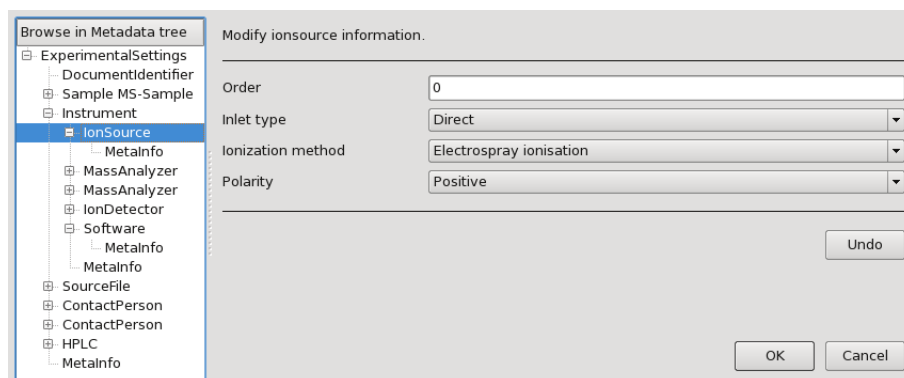 Browse in Metadata tree
ExperimentalSettings
DocumentIdentifier
Sample MS-Sample
Instrument
IonSource
MetaInfo
MassAnalyzer
MassAnalyzer
IonDetector
Software
MetaInfo
MetaInfo
SourceFile
ContactPerson
ContactPerson
HPLC
MetaInfo
Modify ionsource information.
Order 0
Inlet type Direct
Ionization method Electrospray ionisation
Polarity Positive
Undo
OK Cancel